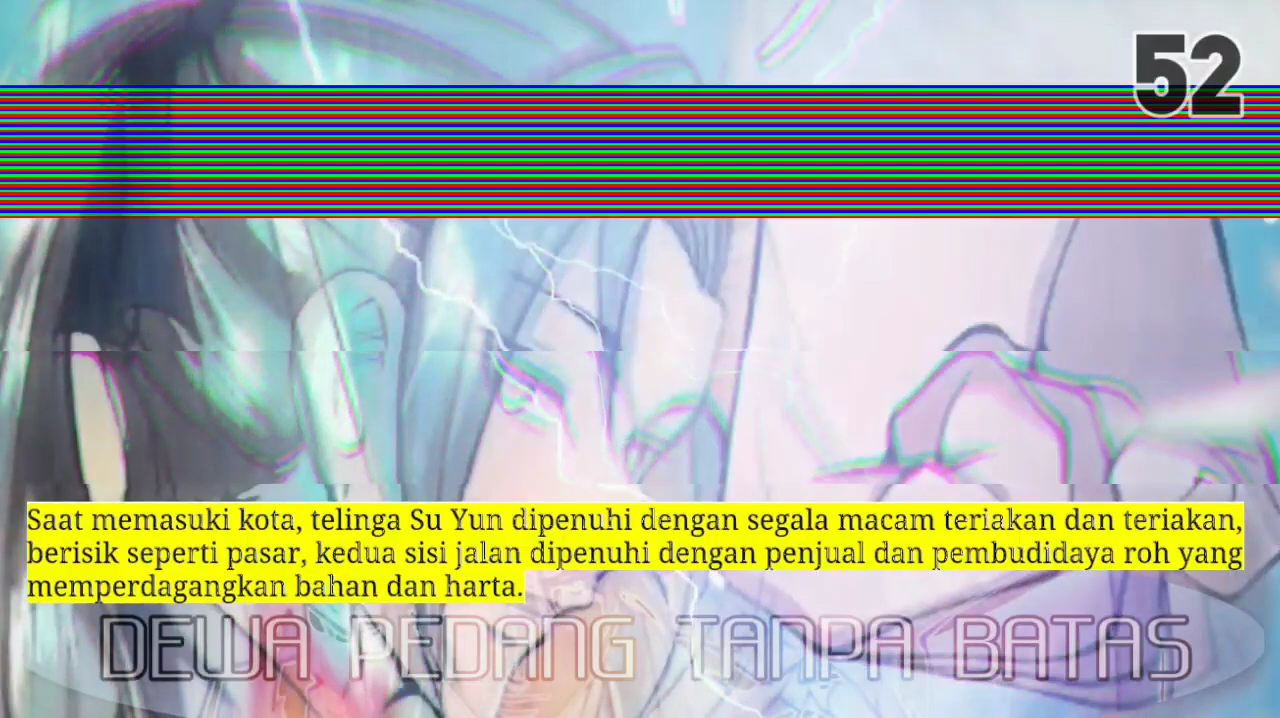 52
Saat memasuki kota, telinga Su Yun dipenuhi dengan segala macam teriakan dan teriakan,
berisik seperti pasar, kedua sisi jalan dipenuhi dengan penjual dan pembudidaya roh yang
memperdagangkan bahan dan harta.
DEWA PEDANG TANPA BATAS